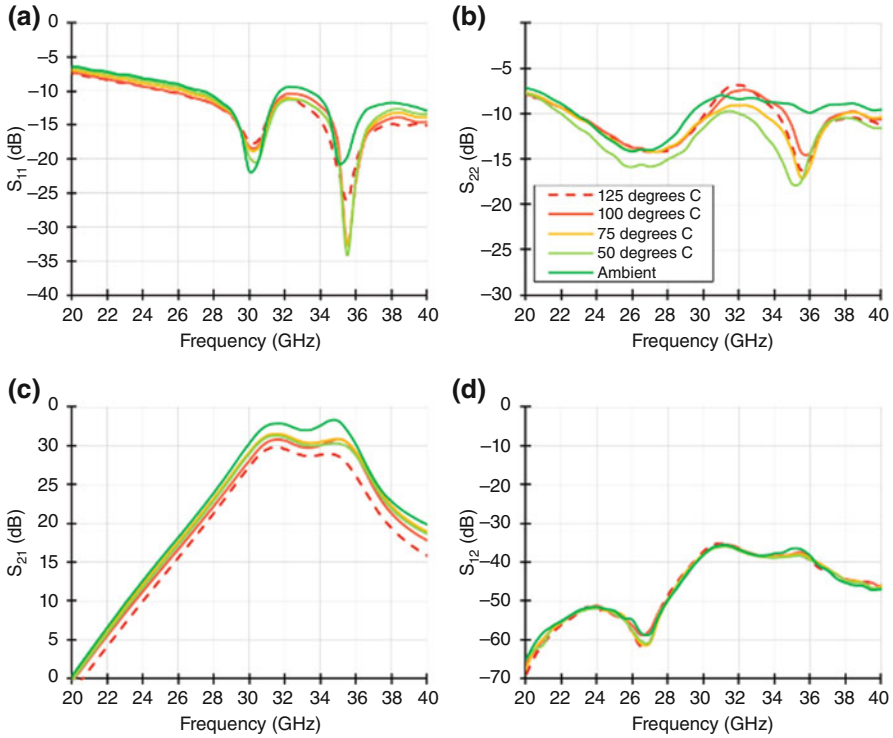 (a)
0
−5
−10
−15
−20
−25
−30
−35
−40
S11 (dB)
20 22 24 26 28 30 32 34 36 38 40
Frequency (GHz)
(b)
0
−5
−10
−15
−20
−25
−30
S22 (dB)
125 degrees C
100 degrees C
75 degrees C
50 degrees C
Ambient
20 22 24 26 28 30 32 34 36 38 40
Frequency (GHz)
(c)
0
30
25
20
15
30
5
0
S21 (dB)
20 22 24 26 28 30 32 34 36 38 40
Frequency (GHz)
(d)
0
−10
−20
−30
−40
−50
−60
−70
S12 (dB)
20 22 24 26 28 30 32 34 36 38 40
Frequency (GHz)